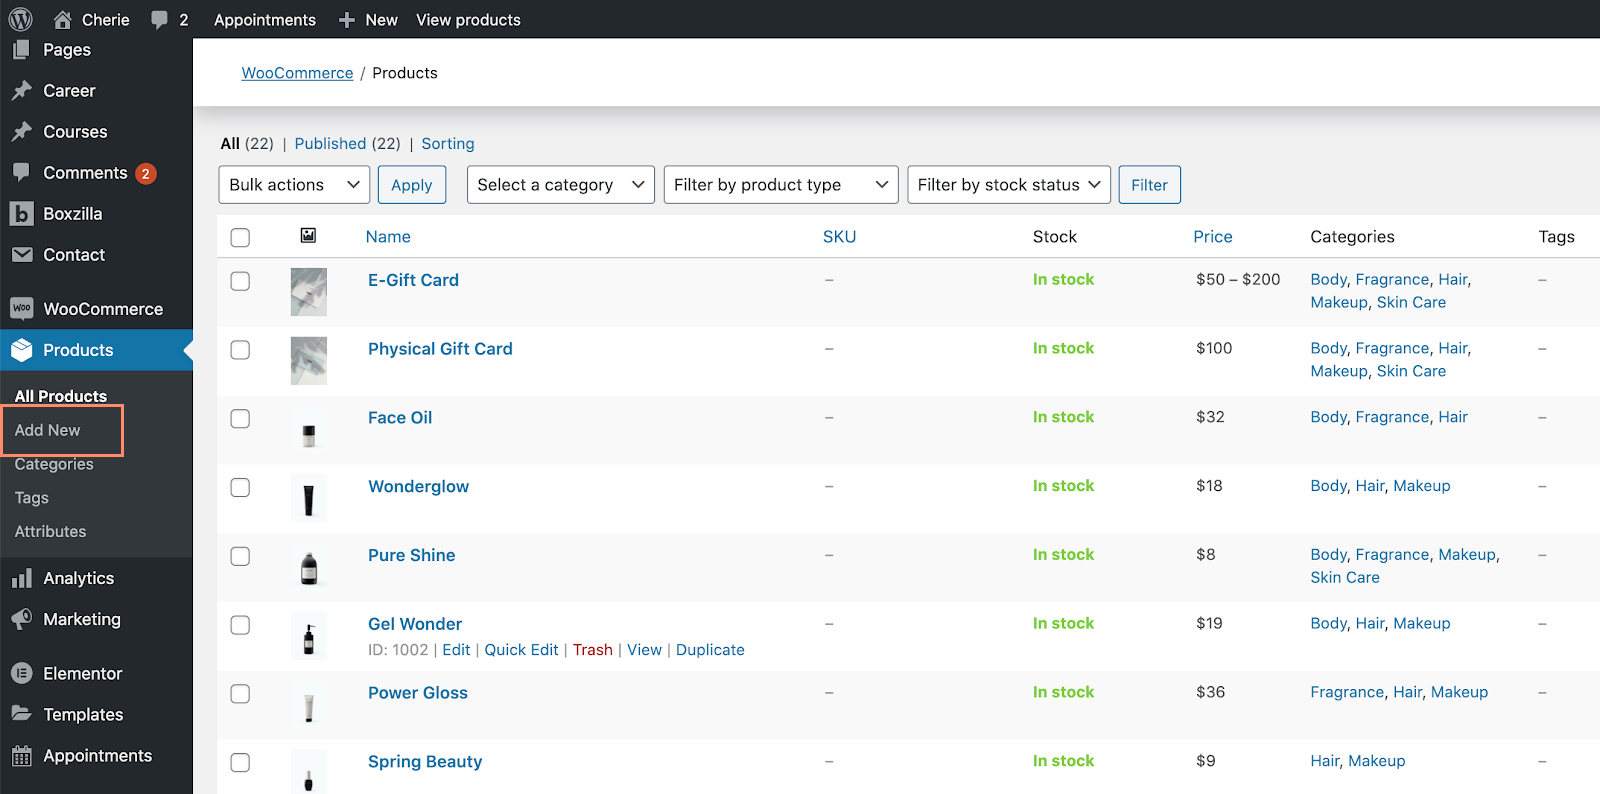 Cherie 2 Appointments New View products
Pages
Career
Courses
Comments 2
b Boxzilla
Contact
Woo WooCommerce
Products
All Products
Add New
Categories
Tags
Attributes
Analytics
Marketing
Elementor
Templates
Appointments
WooCommerce / Products
All (22) | Published (22) | Sorting
Bulk actions Apply Select a category Filter by product type Filter by stock status Filter
Name SKU Stock Price Categories Tags
E-Gift Card – In stock $50 – $200 Body, Fragrance, Hair, –
Makeup, Skin Care
Physical Gift Card – In stock $100 Body, Fragrance, Hair, –
Makeup, Skin Care
Face Oil – In stock $32 Body, Fragrance, Hair –
Wonderglow – In stock $18 Body, Hair, Makeup –
Pure Shine – In stock $8 Body, Fragrance, Makeup, –
Skin Care
Gel Wonder – In stock $19 Body, Hair, Makeup –
ID: 1002 | Edit | Quick Edit | Trash | View | Duplicate
Power Gloss – In stock $36 Fragrance, Hair, Makeup –
Spring Beauty – In stock $9 Hair, Makeup –